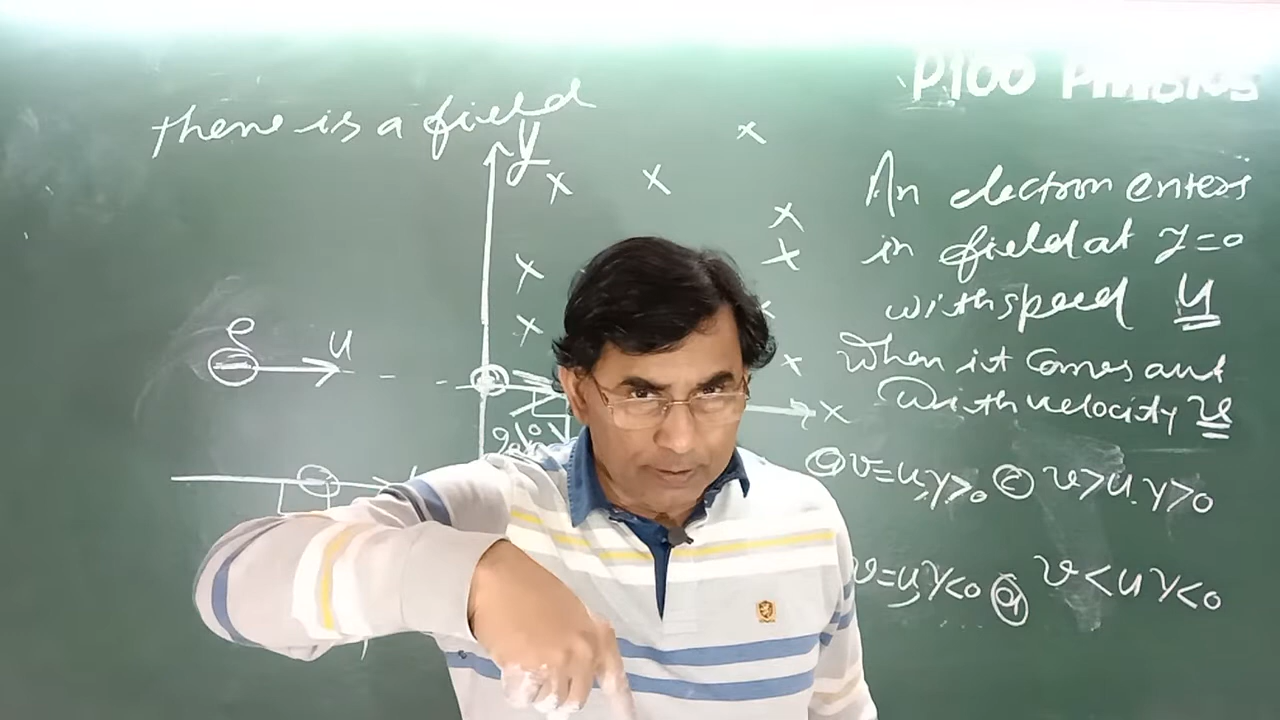 P100 Physics
there is a field
y
x x x
x
x x
x
x
An electron enters
in field at y=0
with speed u
When it comes out
with velocity v
e
u
x
x
a v=u, y>0 c v>u, y>0
v=u, y<0 d v<u y<0